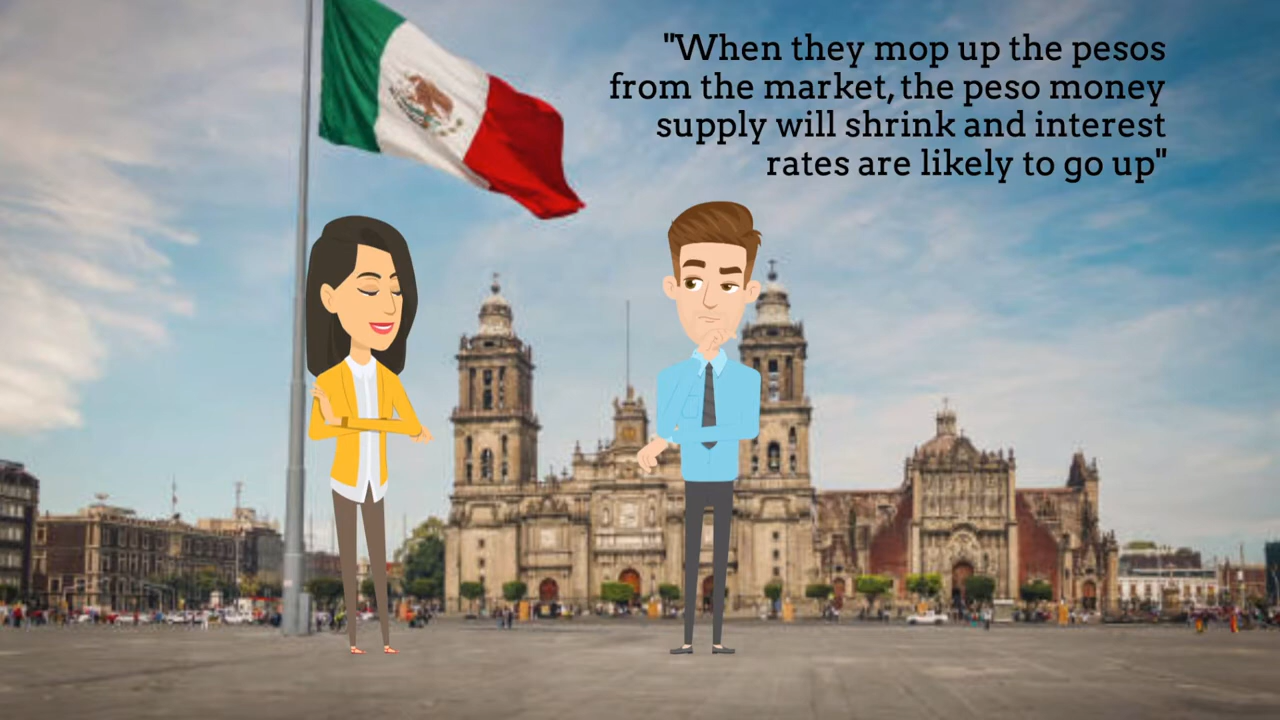 "When they mop up the pesos
from the market, the peso money
supply will shrink and interest
rates are likely to go up"